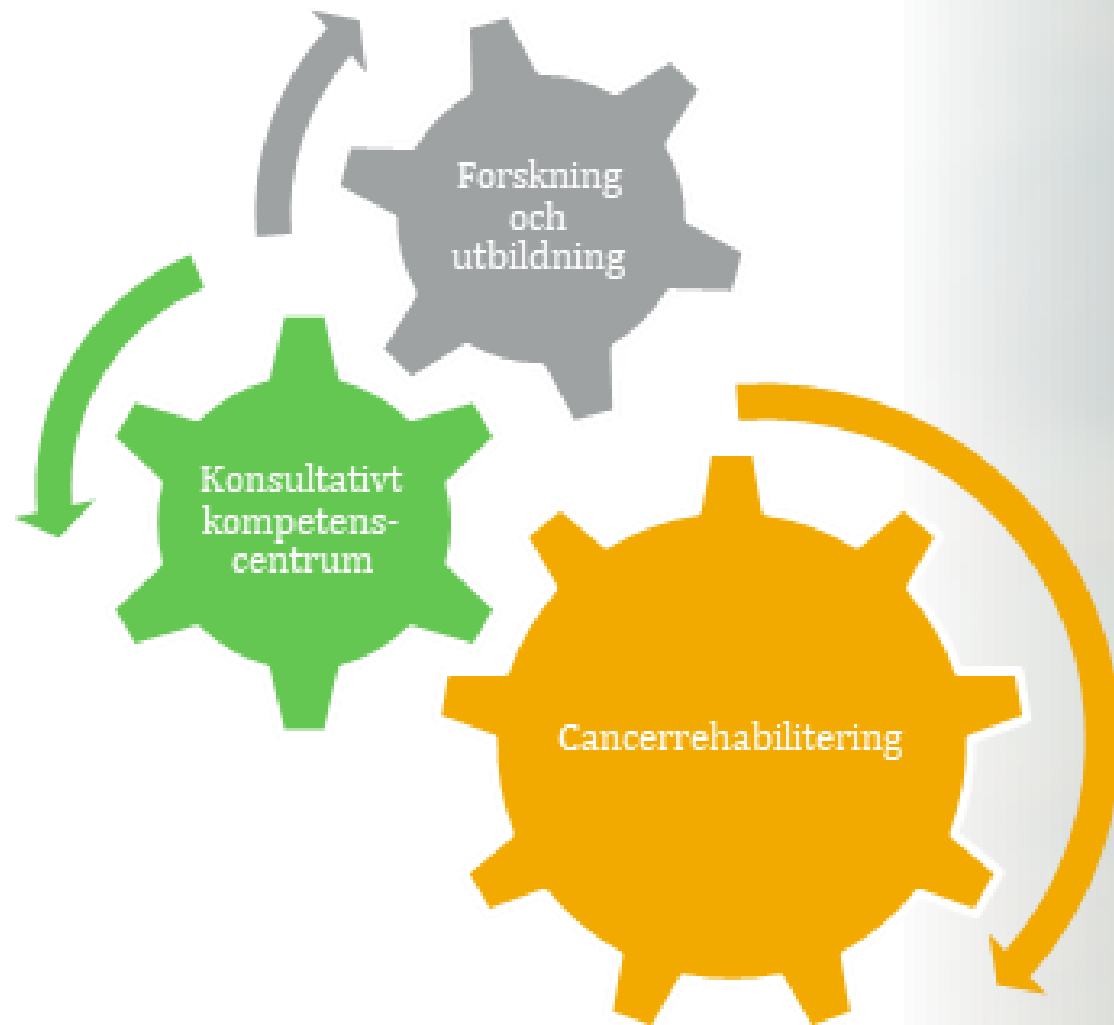 Forskning
och
utbildning
Konsultativt
kompetens-
centrum
Cancerrehabilitering